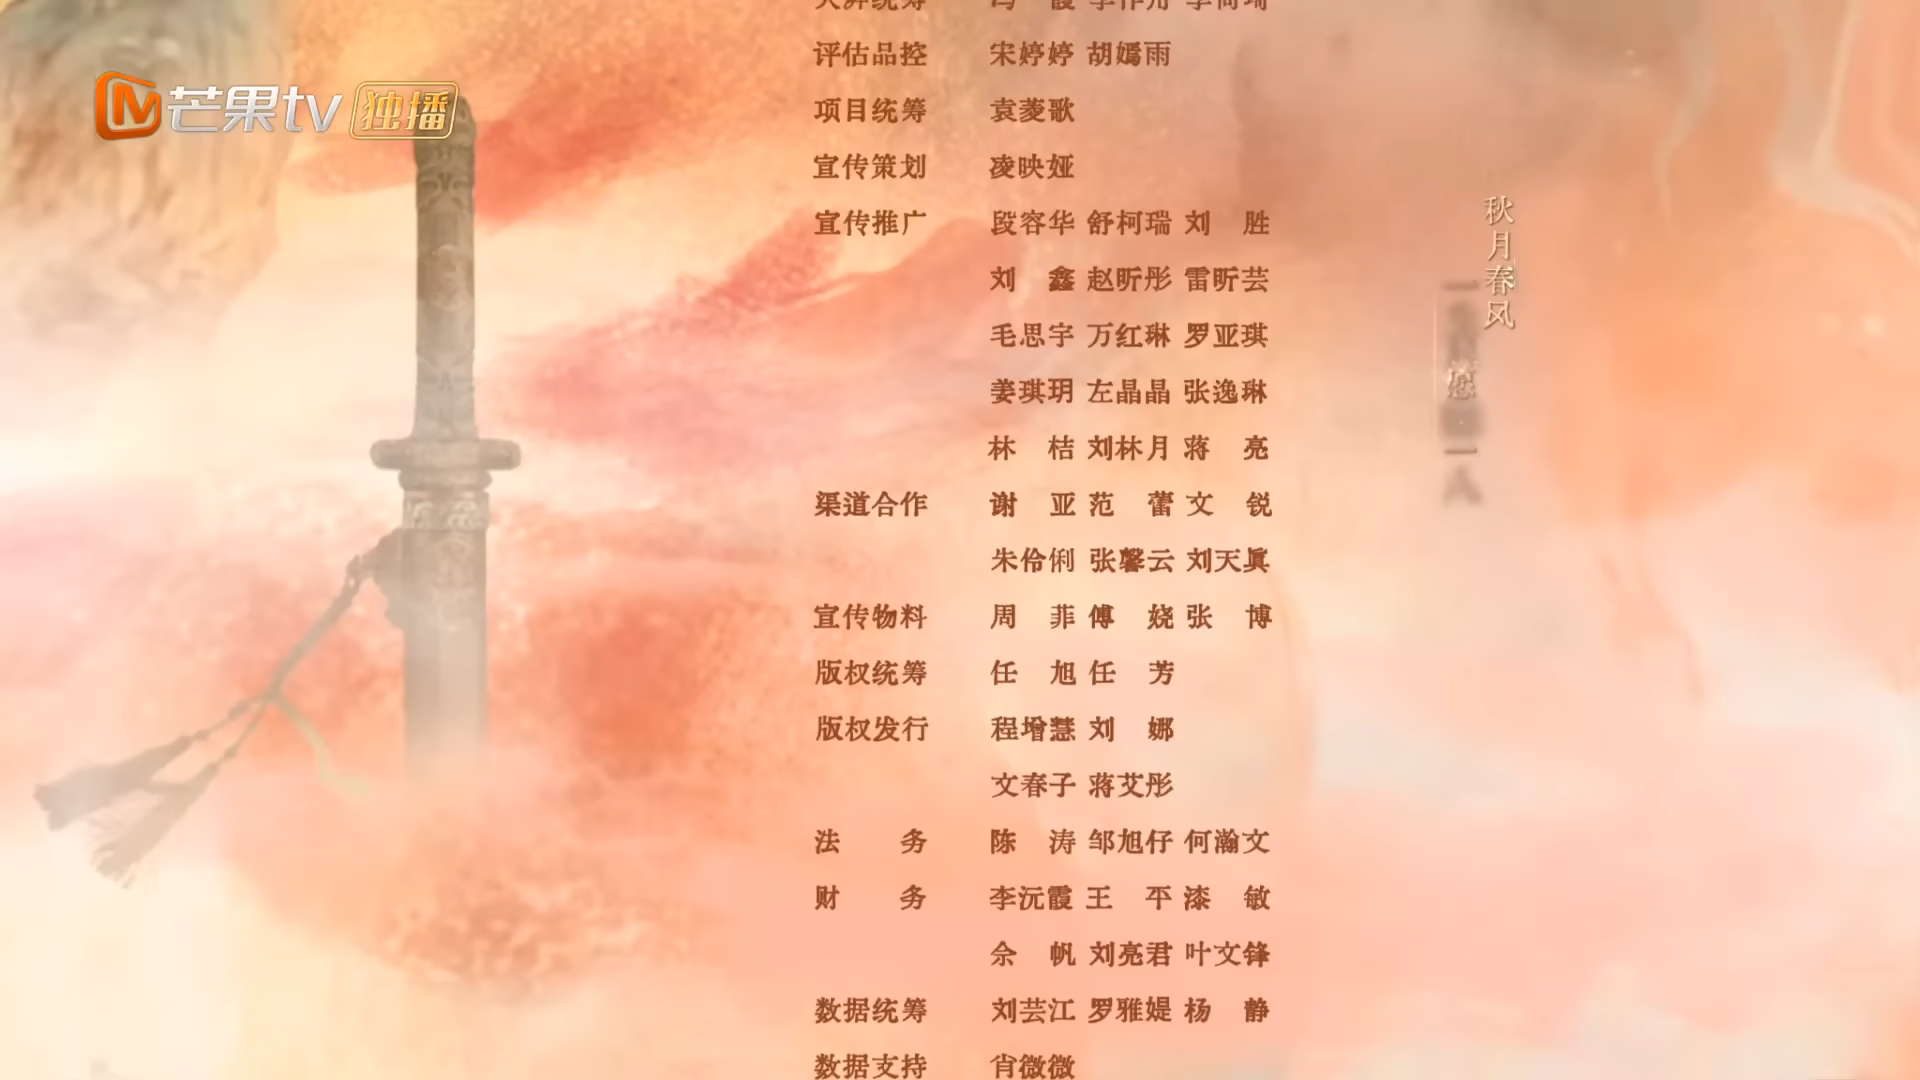 芒果tv 独播
评估品控 宋婷婷 胡嫣雨
项目统筹 袁菱歌
宣传策划 凌映娅
宣传推广 段容华 舒柯瑞 刘 胜
刘 鑫 赵昕彤 雷昕芸
毛思宇 万红琳 罗亚琪
姜琪玥 左晶晶 张逸琳
林 桔 刘林月 蒋 亮
渠道合作 谢 亚 范 蕾 文 锐
朱伶俐 张馨云 刘天真
宣传物料 周 菲 傅 娆 张 博
版权统筹 任 旭 任 芳
版权发行 程增慧 刘 娜
文春子 蒋艾彤
法 务 陈 涛 邹旭仔 何瀚文
财 务 李沅霞 王 平 漆 敏
余 帆 刘亮君 叶文锋
数据统筹 刘芸江 罗雅媞 杨 静
数据支持 肖微微
秋月春风
一 一人